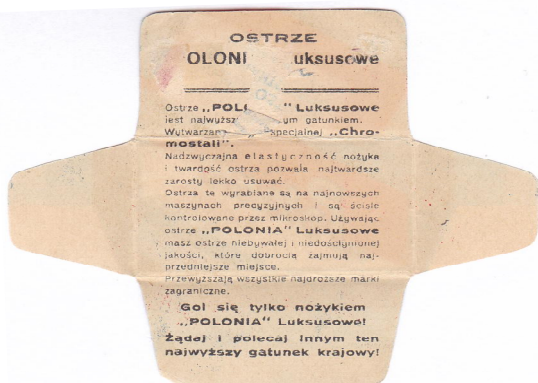 OSTRZE
OLONI uksusowe
Ostrze „POL " Luksusowe
jest najwyższ ym gatunkiem.
Wytwarzan specjalnej „Chro-
mostali".
Nadzwyczajna elastyczność nożyka
i twardość ostrza pozwala najtwardsze
zarosty lekko usuwać.
Ostrza te wyrabiane są na najnowszych
maszynach precyzyjnych i są ściśle
kontrolowane przez mikroskop. Używając
ostrze „POLONIA" Luksusowe
masz ostrze niebywałej i niedoścignionej
jakości, które dobrocią zajmują naj-
przedniejsze miejsce.
Przewyższają wszystkie najdroższe marki
zagraniczne.
Gol się tylko nożykiem
„POLONIA" Luksusowe!
Żądaj i polecaj innym ten
najwyższy gatunek krajowy!